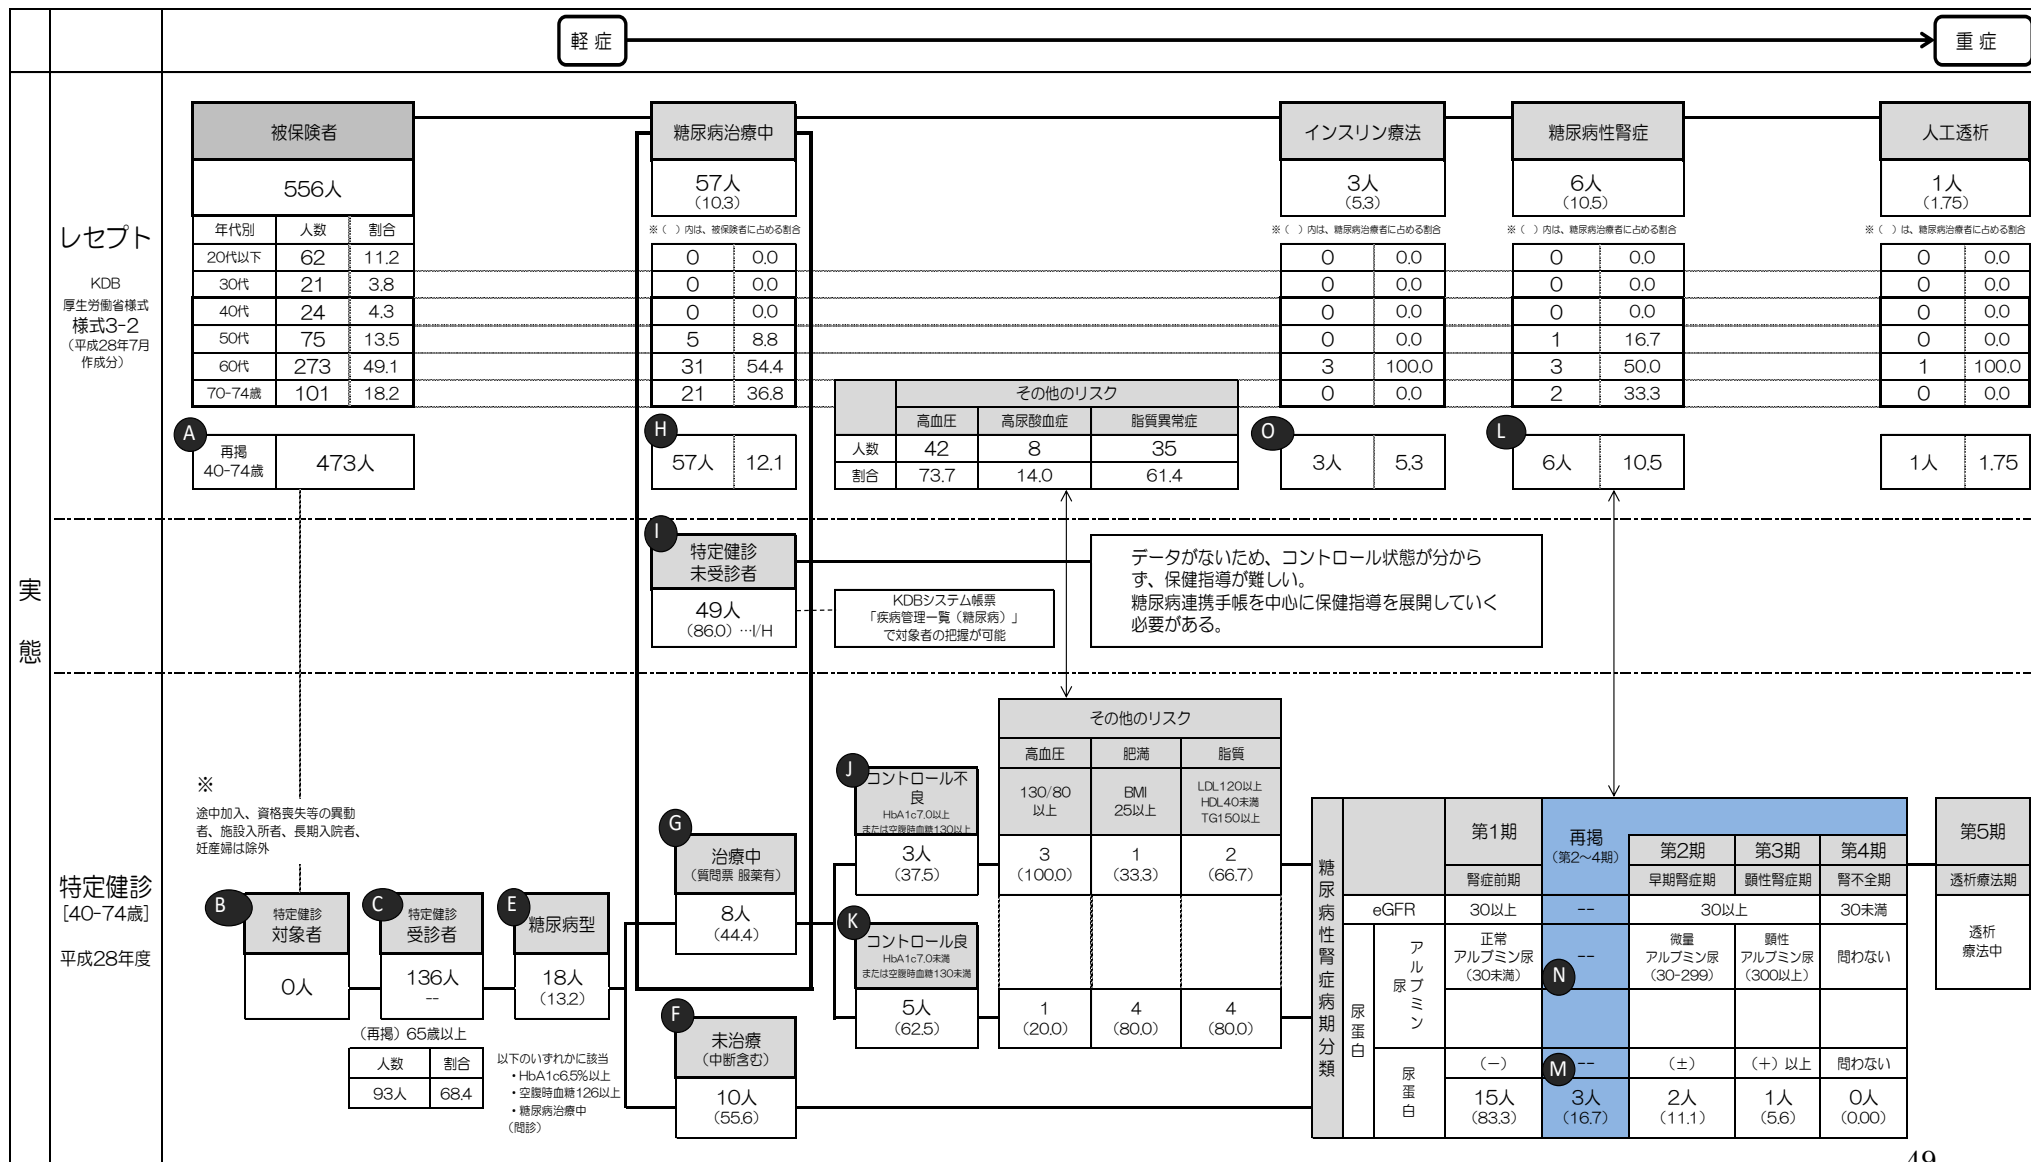 軽症
重症
実態
レセプト
KDB
厚生労働省様式
様式3-2
（平成28年7月
作成分）
被保険者
556人
年代別 人数 割合
20代以下 62 11.2
30代 21 3.8
40代 24 4.3
50代 75 13.5
60代 273 49.1
70-74歳 101 18.2
A
再掲
40-74歳
473人
糖尿病治療中
57人
（10.3）
※（ ）内は、被保険者に占める割合
0 0.0
0 0.0
0 0.0
5 8.8
31 54.4
21 36.8
H
57人 12.1
その他のリスク
高血圧 高尿酸血症 脂質異常症
人数 42 8 35
割合 73.7 14.0 61.4
インスリン療法
3人
（5.3）
※（ ）内は、糖尿病治療者に占める割合
0 0.0
0 0.0
0 0.0
0 0.0
3 100.0
0 0.0
O
3人 5.3
糖尿病性腎症
6人
（10.5）
※（ ）内は、糖尿病治療者に占める割合
0 0.0
0 0.0
0 0.0
1 16.7
3 50.0
2 33.3
L
6人 10.5
人工透析
1人
（1.75）
※（ ）は、糖尿病治療者に占める割合
0 0.0
0 0.0
0 0.0
0 0.0
1 100.0
0 0.0
1人 1.75
I
特定健診
未受診者
49人
（86.0）…I/H
KDBシステム帳票
「疾病管理一覧（糖尿病）」
で対象者の把握が可能
データがないため、コントロール状態が分から
ず、保健指導が難しい。
糖尿病連携手帳を中心に保健指導を展開していく
必要がある。
特定健診
[40-74歳]
平成28年度
※
途中加入、資格喪失等の異動
者、施設入所者、長期入院者、
妊産婦は除外
B
特定健診
対象者
0人
C
特定健診
受診者
136人
--
（再掲）65歳以上
人数 割合
93人 68.4
E
糖尿病型
18人
（13.2）
以下のいずれかに該当
・HbA1c6.5%以上
・空腹時血糖126以上
・糖尿病治療中
（問診）
G
治療中
（質問票 服薬有）
8人
（44.4）
F
未治療
（中断含む）
10人
（55.6）
J
コントロール不
良
HbA1c7.0以上
または空腹時血糖130以上
3人
（37.5）
K
コントロール良
HbA1c7.0未満
または空腹時血糖130未満
5人
（62.5）
その他のリスク
高血圧 肥満 脂質
130/80
以上
BMI
25以上
LDL120以上
HDL40未満
TG150以上
3
（100.0）
1
（33.3）
2
（66.7）
1
（20.0）
4
（80.0）
4
（80.0）
糖尿病性腎症病期分類
第1期
再掲
（第2～4期）
第2期 第3期 第4期
第5期
腎症前期 早期腎症期 顕性腎症期 腎不全期 透析療法期
eGFR 30以上 -- 30以上 30未満
尿蛋白
アルブミン尿
正常
アルブミン尿
（30未満）
N
--
微量
アルブミン尿
（30-299）
顕性
アルブミン尿
（300以上）
問わない
透析
療法中
尿蛋白
（－） M -- （±） （＋）以上 問わない
15人
（83.3）
3人
（16.7）
2人
（11.1）
1人
（5.6）
0人
（0.00）
49